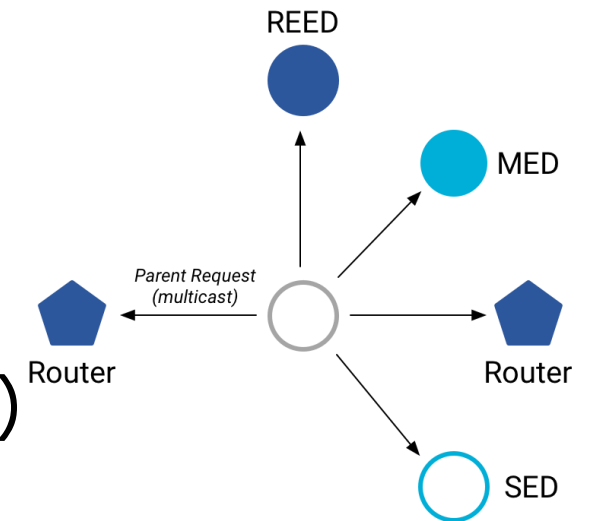 REED
MED
Parent Request
(multicast)
Router
Router
)
SED